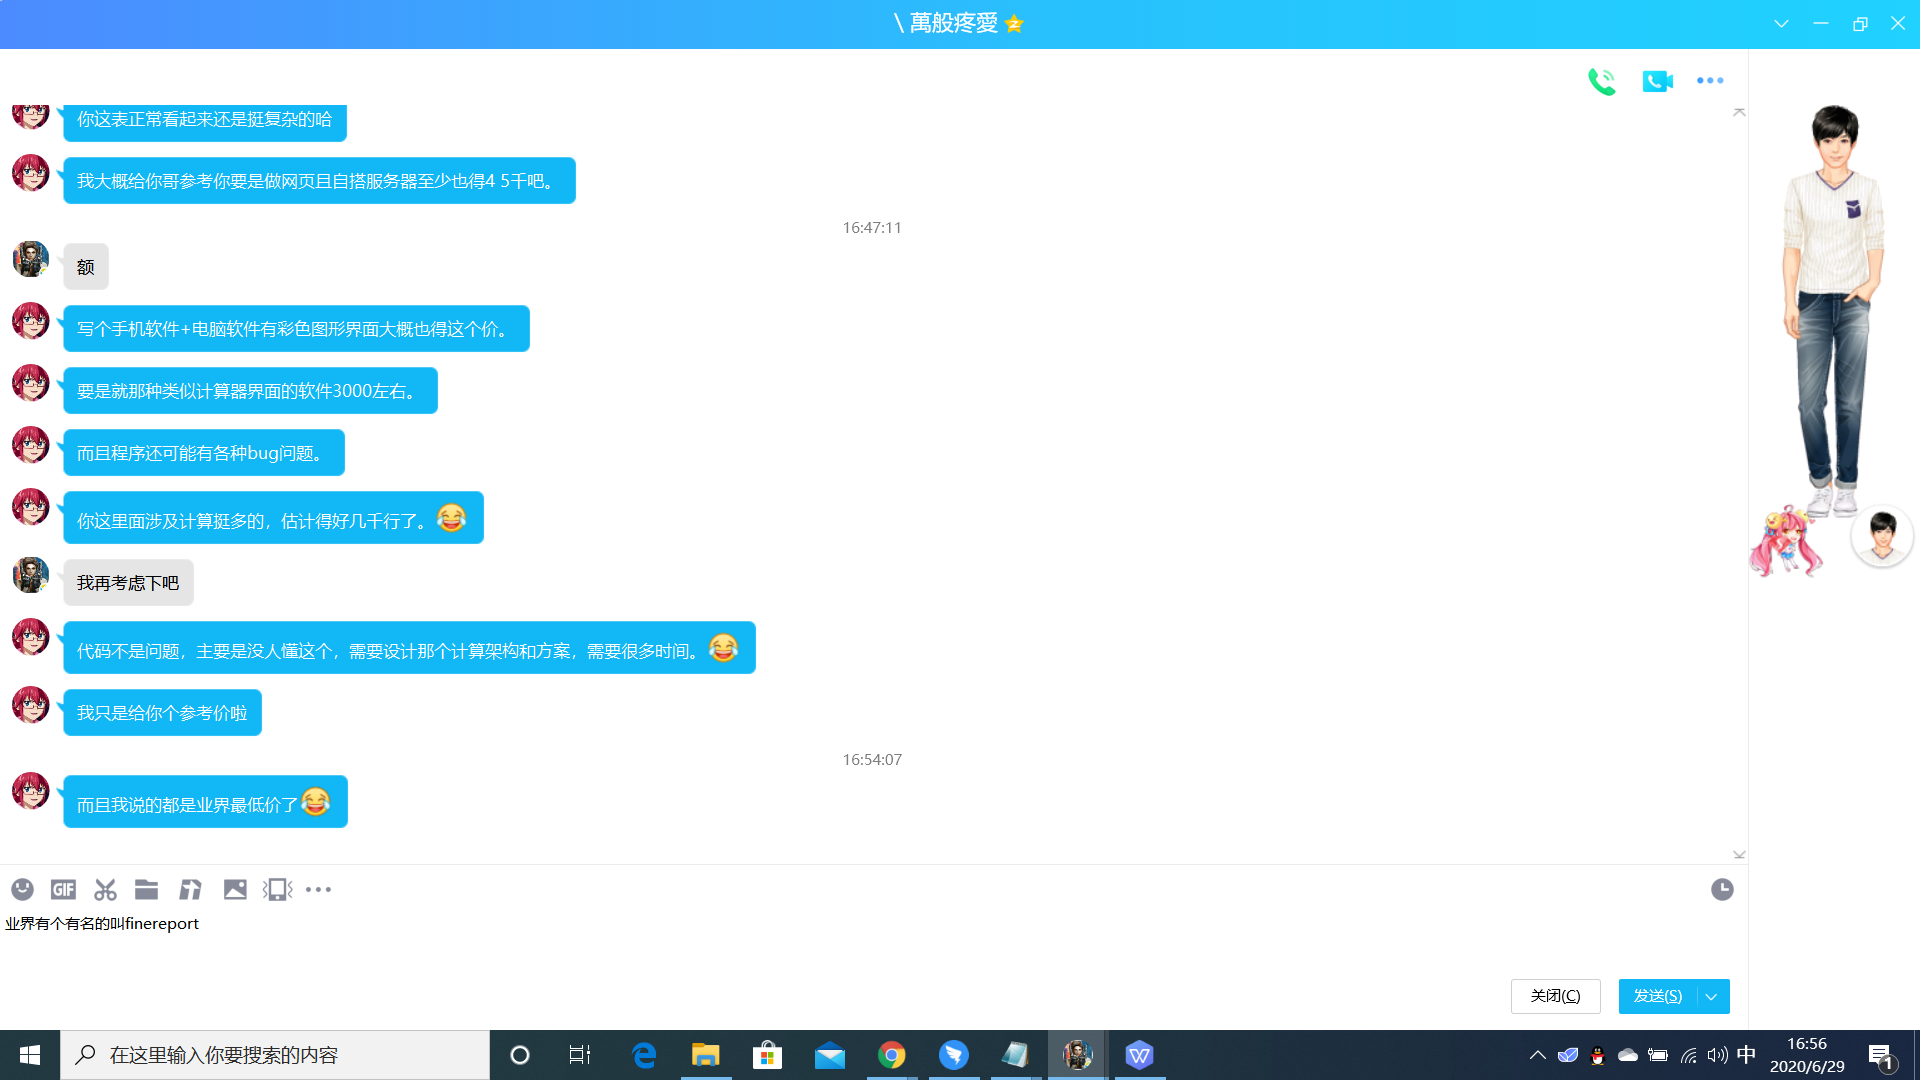 \ 萬般疼愛
你这表正常看起来还是挺复杂的哈
我大概给你哥参考你要是做网页目自搭服务器至少也得4 5千吧。
16:47:11
额
写个手机软件+电脑软件有彩色图形界面大概也得这个价。
要是就那种类似计算器界面的软件3000左右。
而且程序还可能有各种bug问题。
你这里面涉及计算挺多的，估计得好几千行了。
我再考虑下吧
代码不是问题，主要是没人懂这个，需要设计那个计算架构和方案，需要很多时间。
我只是给你个参考价啦
16:54:07
而且我说的都是业界最低价了
GIF
业界有个有名的叫finereport
关闭(C)
发送(S)
在这里输入你要搜索的内容
中
16:56
2020/6/29
1